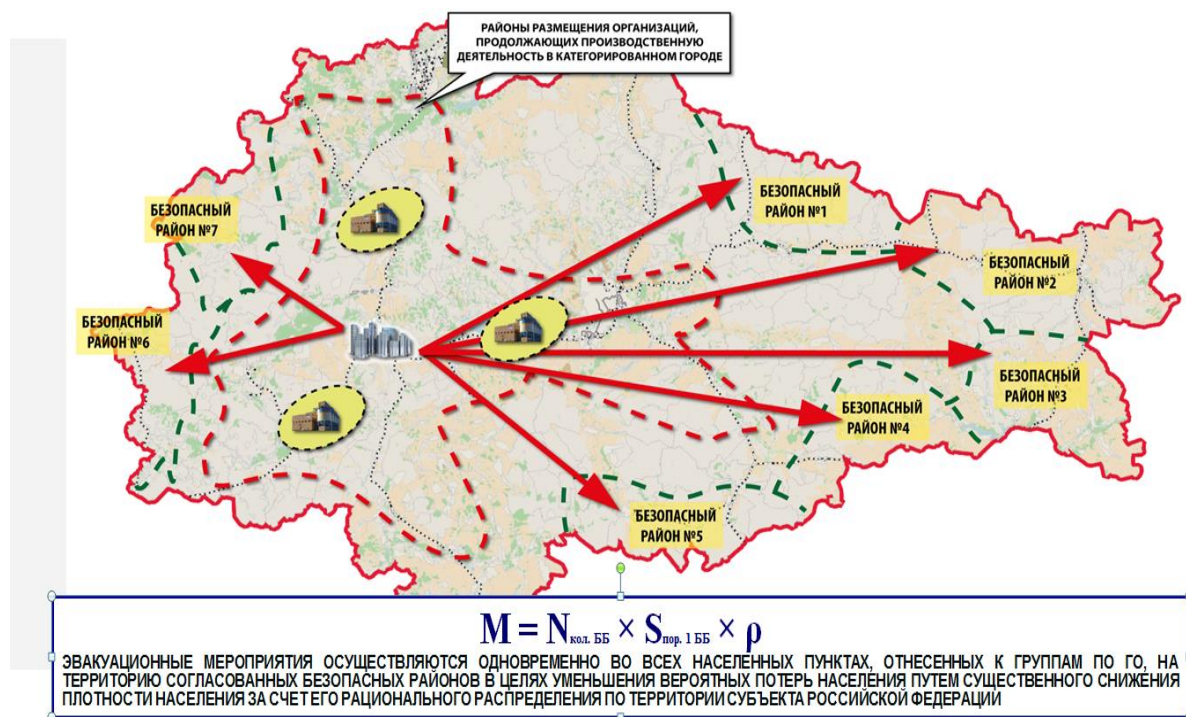 РАЙОНЫ РАЗМЕЩЕНИЯ ОРГАНИЗАЦИЙ,
ПРОДОЛЖАЮЩИХ ПРОИЗВОДСТВЕННУЮ
ДЕЯТЕЛЬНОСТЬ В КАТЕГОРИРОВАННОМ ГОРОДЕ
БЕЗОПАСНЫЙ
РАЙОН №1
БЕЗОПАСНЫЙ
РАЙОН №7
БЕЗОПАСНЫЙ
РАЙОН №2
БЕЗОПАСНЫЙ
РАЙОН №6
БЕЗОПАСНЫЙ
РАЙОН №3
БЕЗОПАСНЫЙ
РАЙОН №4
БЕЗОПАСНЫЙ
РАЙОН №5
M = N кол. ББ × S пор. 1 ББ × ρ
ЭВАКУАЦИОННЫЕ МЕРОПРИЯТИЯ ОСУЩЕСТВЛЯЮТСЯ ОДНОВРЕМЕННО ВО ВСЕХ НАСЕЛЕННЫХ ПУНКТАХ, ОТНЕСЕННЫХ К ГРУППАМ ПО ГО, НА
ТЕРРИТОРИЮ СОГЛАСОВАННЫХ БЕЗОПАСНЫХ РАЙОНОВ В ЦЕЛЯХ УМЕНЬШЕНИЯ ВЕРОЯТНЫХ ПОТЕРЬ НАСЕЛЕНИЯ ПУТЕМ СУЩЕСТВЕННОГО СНИЖЕНИЯ
ПЛОТНОСТИ НАСЕЛЕНИЯ ЗА СЧЕТ ЕГО РАЦИОНАЛЬНОГО РАСПРЕДЕЛЕНИЯ ПО ТЕРРИТОРИИ СУБЪЕКТА РОССИЙСКОЙ ФЕДЕРАЦИИ